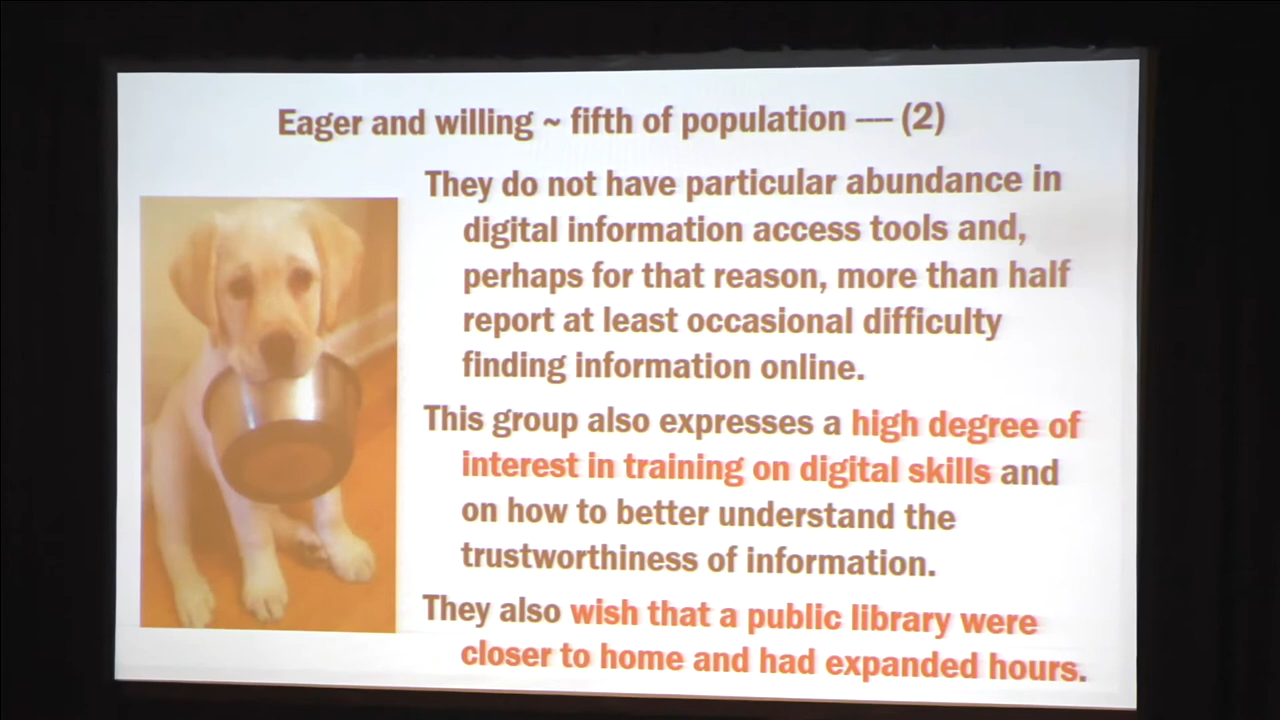 Eager and willing ~ fifth of population — (2)
They do not have particular abundance in
digital information access tools and,
perhaps for that reason, more than half
report at least occasional difficulty
finding information online.
This group also expresses a high degree of
interest in training on digital skills and
on how to better understand the
trustworthiness of information.
They also wish that a public library were
closer to home and had expanded hours.